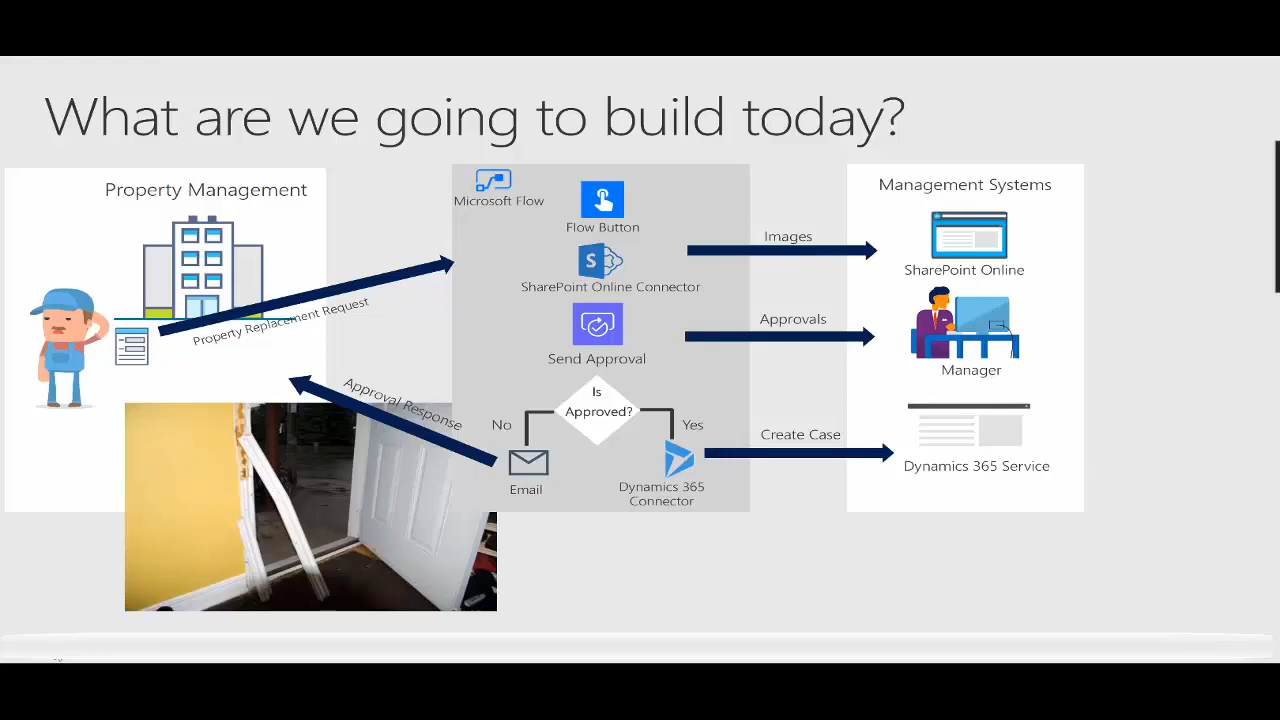 What are we going to build today?
Property Management
Property Replacement Request
Approval Response
Microsoft Flow
Flow Button
S
SharePoint Online Connector
Send Approval
Is
Approved?
No
Yes
Email
Dynamics 365
Connector
Images
Approvals
Create Case
Management Systems
SharePoint Online
Manager
Dynamics 365 Service